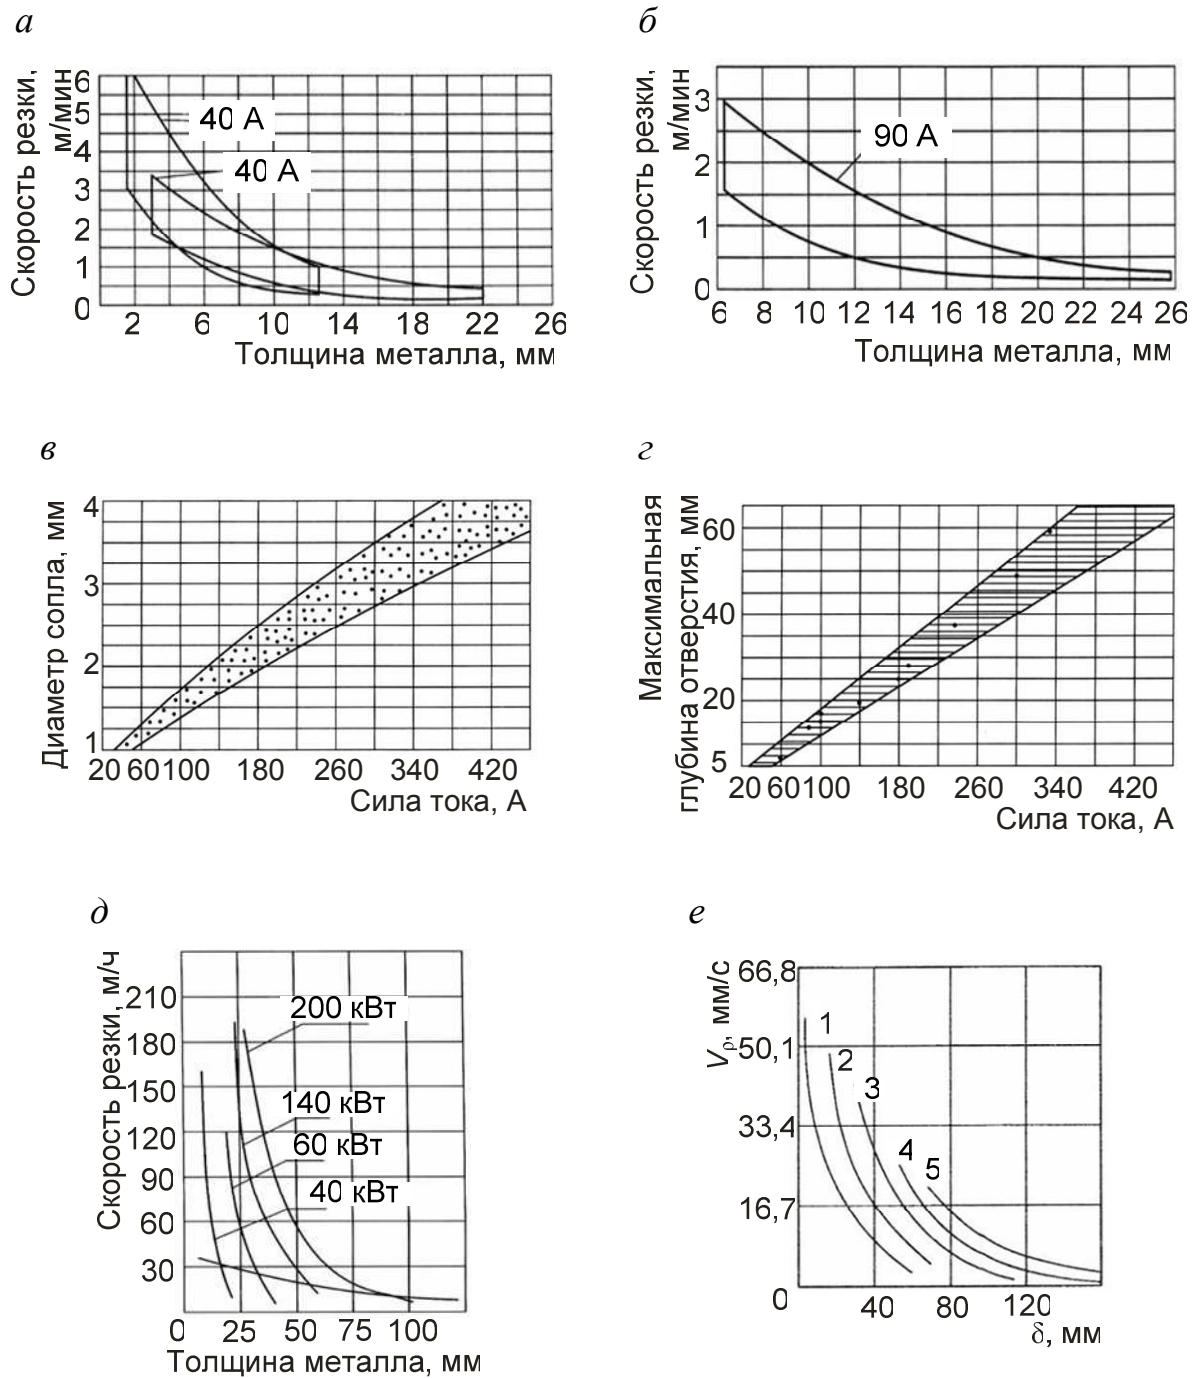 а
Скорость резки,
м/мин
6
5
4
3
2
1
0
40 А
40 А
2 6 10 14 18 22 26
Толщина металла, мм
б
Скорость резки,
м/мин
3
2
1
0
90 А
6 8 10 12 14 16 18 20 22 24 26
Толщина металла, мм
в
Диаметр сопла, мм
4
3
2
1
20 60 100 180 260 340 420
Сила тока, А
г
Максимальная
глубина отверстия, мм
60
40
20
5
20 60 100 180 260 340 420
Сила тока, А
д
Скорость резки, м/ч
210
180
150
120
90
60
30
200 кВт
140 кВт
60 кВт
40 кВт
0 25 50 75 100
Толщина металла, мм
е
Vρ, мм/с
66,8
50,1
33,4
16,7
1
2
3
4
5
0 40 80 120
δ, мм